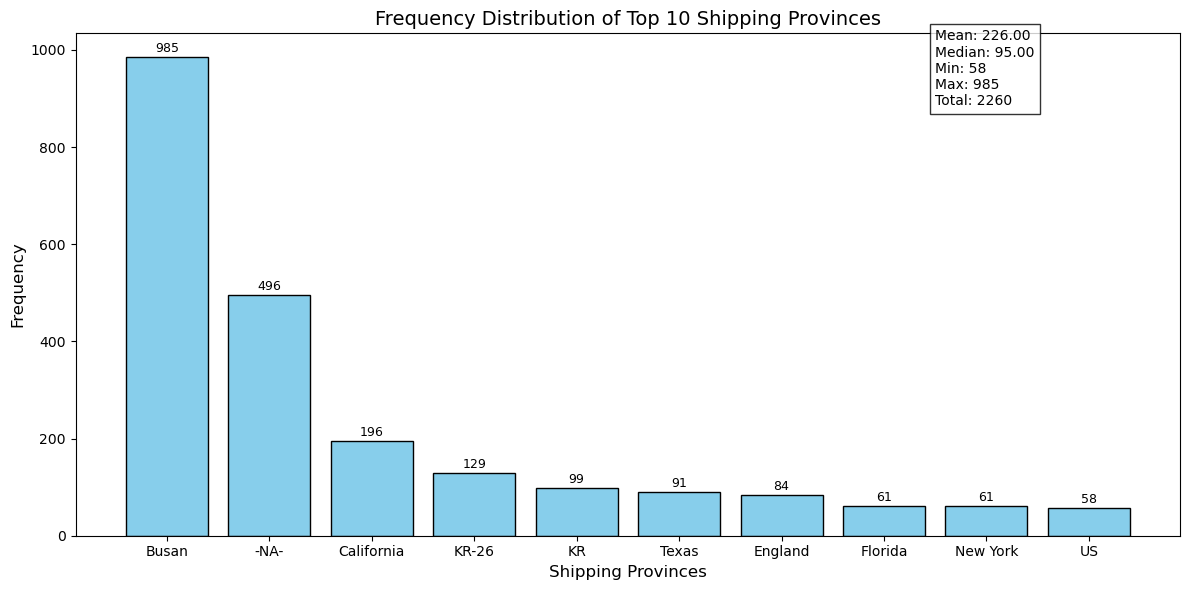 Frequency Distribution of Top 10 Shipping Provinces
Mean: 226.00
Median: 95.00
Min: 58
Max: 985
Total: 2260
Frequency
1000
800
600
400
200
0
985
496
196
129
99
91
84
61
61
58
Busan
-NA-
California
KR-26
KR
Texas
England
Florida
New York
US
Shipping Provinces